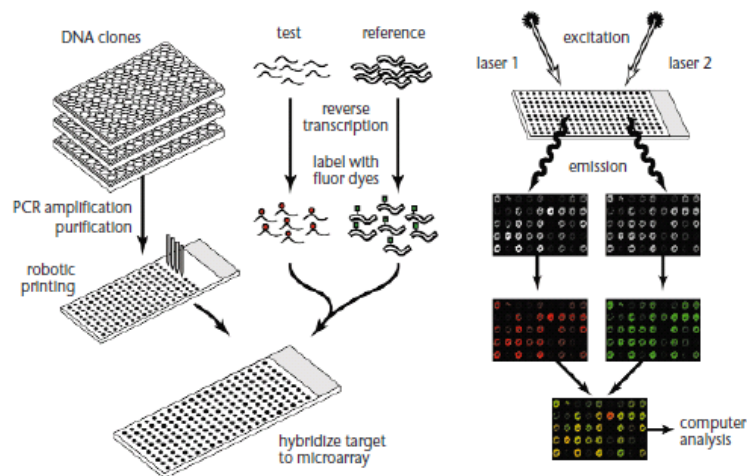 DNA clones
PCR amplification
purification
robotic
printing
test
reference
reverse
transcription
label with
fluor dyes
hybridize target
to microarray
excitation
laser 1
laser 2
emission
computer
analysis